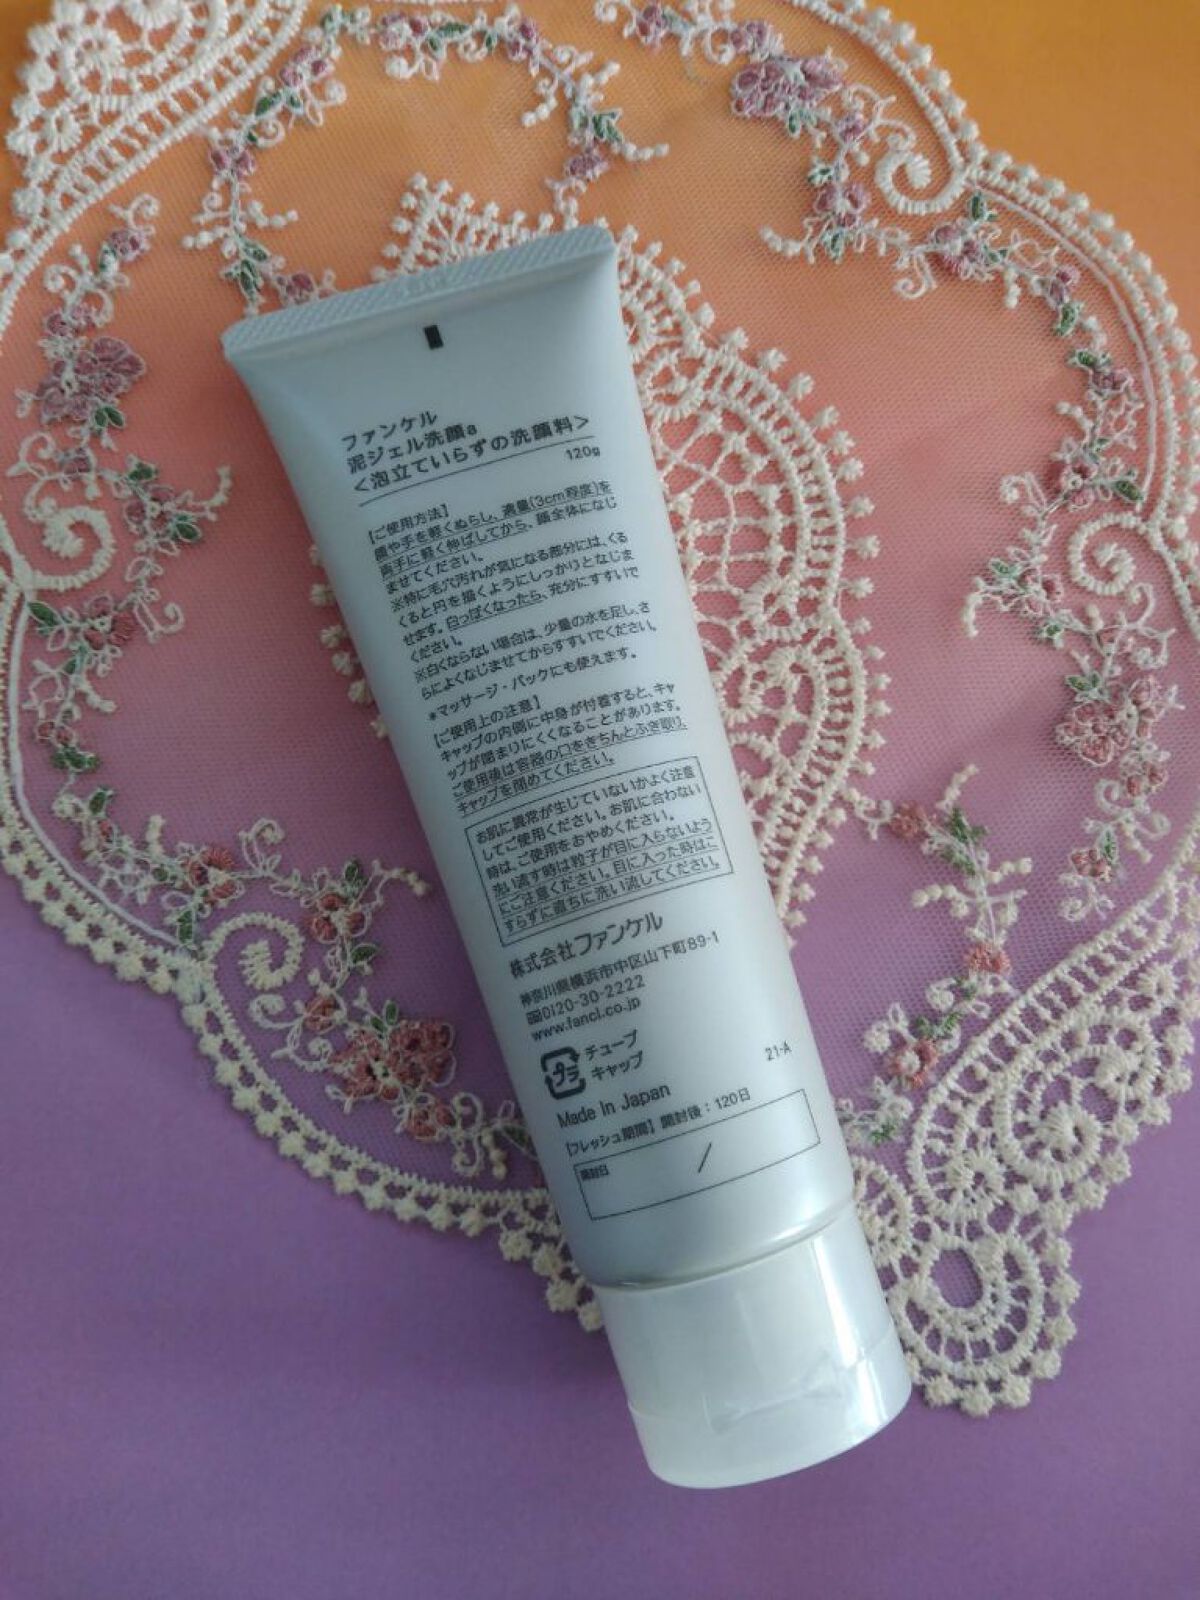 ファンケル
泥ジェル洗顔a
<泡立ていらずの洗顔料>
120g
【ご使用方法】
顔や手を軽くぬらし、適量(3cm程度)を
両手に軽く伸ばしてから、顔全体になじ
ませてください。
※特に毛穴汚れが気になる部分には、くる
くると円を描くようにしっかりとなじま
せます。白っぽくなったら、充分にすすいで
ください。
※白くならない場合は、少量の水を足し、さ
らによくなじませてからすすいでください。
*マッサージ・パックにも使えます。
【ご使用上の注意】
キャップの内側に中身が付着すると、キャ
ップが閉まりにくくなることがあります。
ご使用後は容器の口をきちんとふき取り、
キャップを閉めてください。
お肌に異常が生じていないかよく注意
してご使用ください。お肌に合わない
時は、ご使用をおやめください。
洗い流す時は粒子が目に入らないよう
にご注意ください。目に入った時はこ
すらずに直ちに洗い流してください。
株式会社ファンケル
神奈川県横浜市中区山下町89-1
0120-30-2222
www.fancl.co.jp
プラ
チューブ
キャップ
21-A
Made In Japan
【フレッシュ期間】開封後:120日
開封日
/